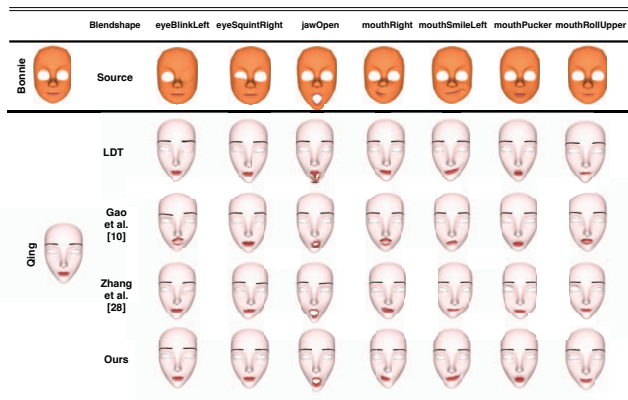 Blendshape eyeBlinkLeft eyeSquintRight jawOpen mouthRight mouthSmileLeft mouthPucker mouthRollUpper
Bonnie
Source
LDT
Qing
Gao
et al.
[10]
Zhang
et al.
[28]
Ours